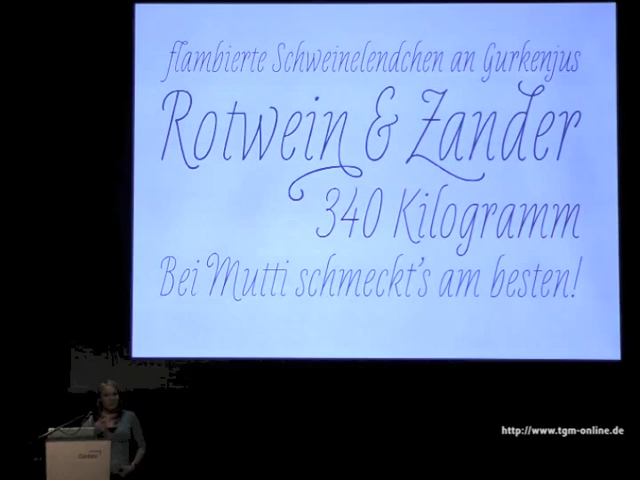 flambierte Schweinelendchen an Gurkenjus
Rotwein & Zander
340 Kilogramm
Bei Mutti schmeckt's am besten!
http://www.tgm-online.de